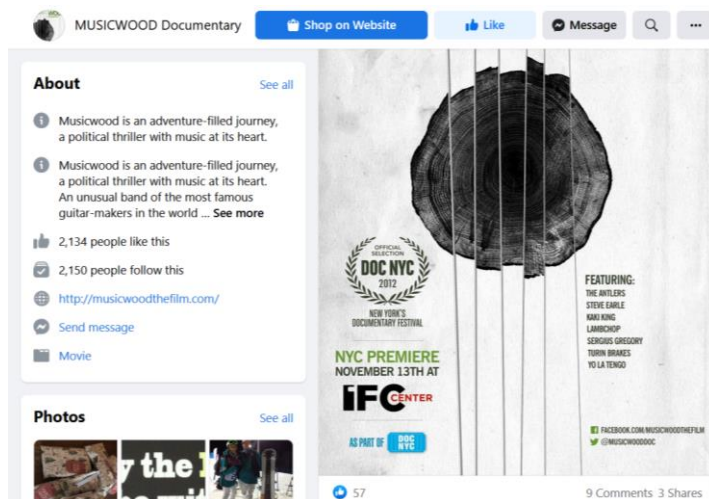 MUSICWOOD Documentary
Shop on Website
Like
Message
About
See all
Musicwood is an adventure-filled journey,
a political thriller with music at its heart.
Musicwood is an adventure-filled journey,
a political thriller with music at its heart.
An unusual band of the most famous
guitar-makers in the world ... See more
2,134 people like this
2,150 people follow this
http://musicwoodthefilm.com/
Send message
Movie
Photos
See all
y the
OFFICIAL
SELECTION
DOC NYC
2012
NEW YORK'S
DOCUMENTARY FESTIVAL
NYC PREMIERE
NOVEMBER 13TH AT
IFC CENTER
AS PART OF DOC NYC
FEATURING:
THE ANTLERS
STEVE EARLE
KAKI KING
LAMBCHOP
SERGIUS GREGORY
TURIN BRAKES
YO LA TENGO
FACEBOOK.COM/MUSICWOODTHEFILM
@MUSICWOODDOC
57
9 Comments 3 Shares